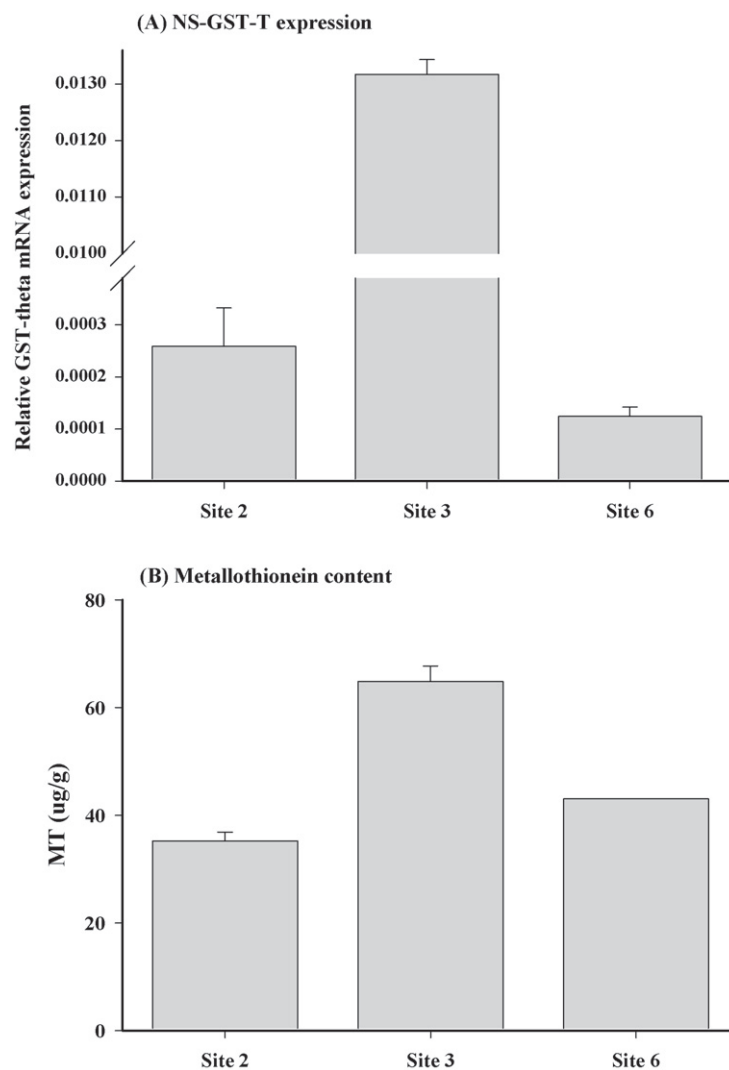 (A) NS-GST-T expression
Relative GST-theta mRNA expression
0.0130
0.0120
0.0110
0.0100
0.0003
0.0002
0.0001
0.0000
Site 2 Site 3 Site 6
(B) Metallothionein content
MT (ug/g)
80
60
40
20
0
Site 2 Site 3 Site 6